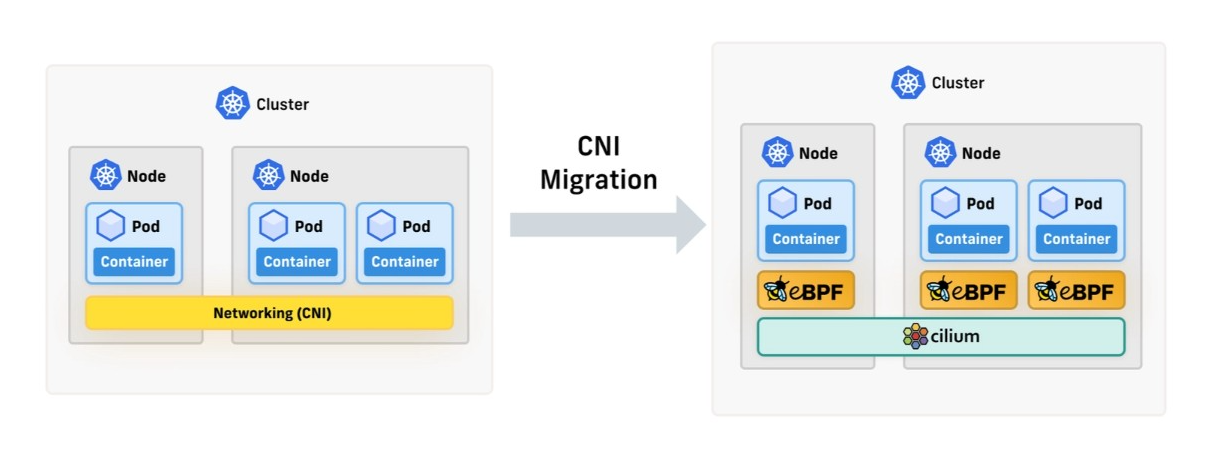 Cluster
Node
Pod
Container
Node
Pod
Container
Pod
Container
Networking (CNI)
CNI
Migration
Cluster
Node
Pod
Container
eBPF
Node
Pod
Container
eBPF
Pod
Container
eBPF
cilium